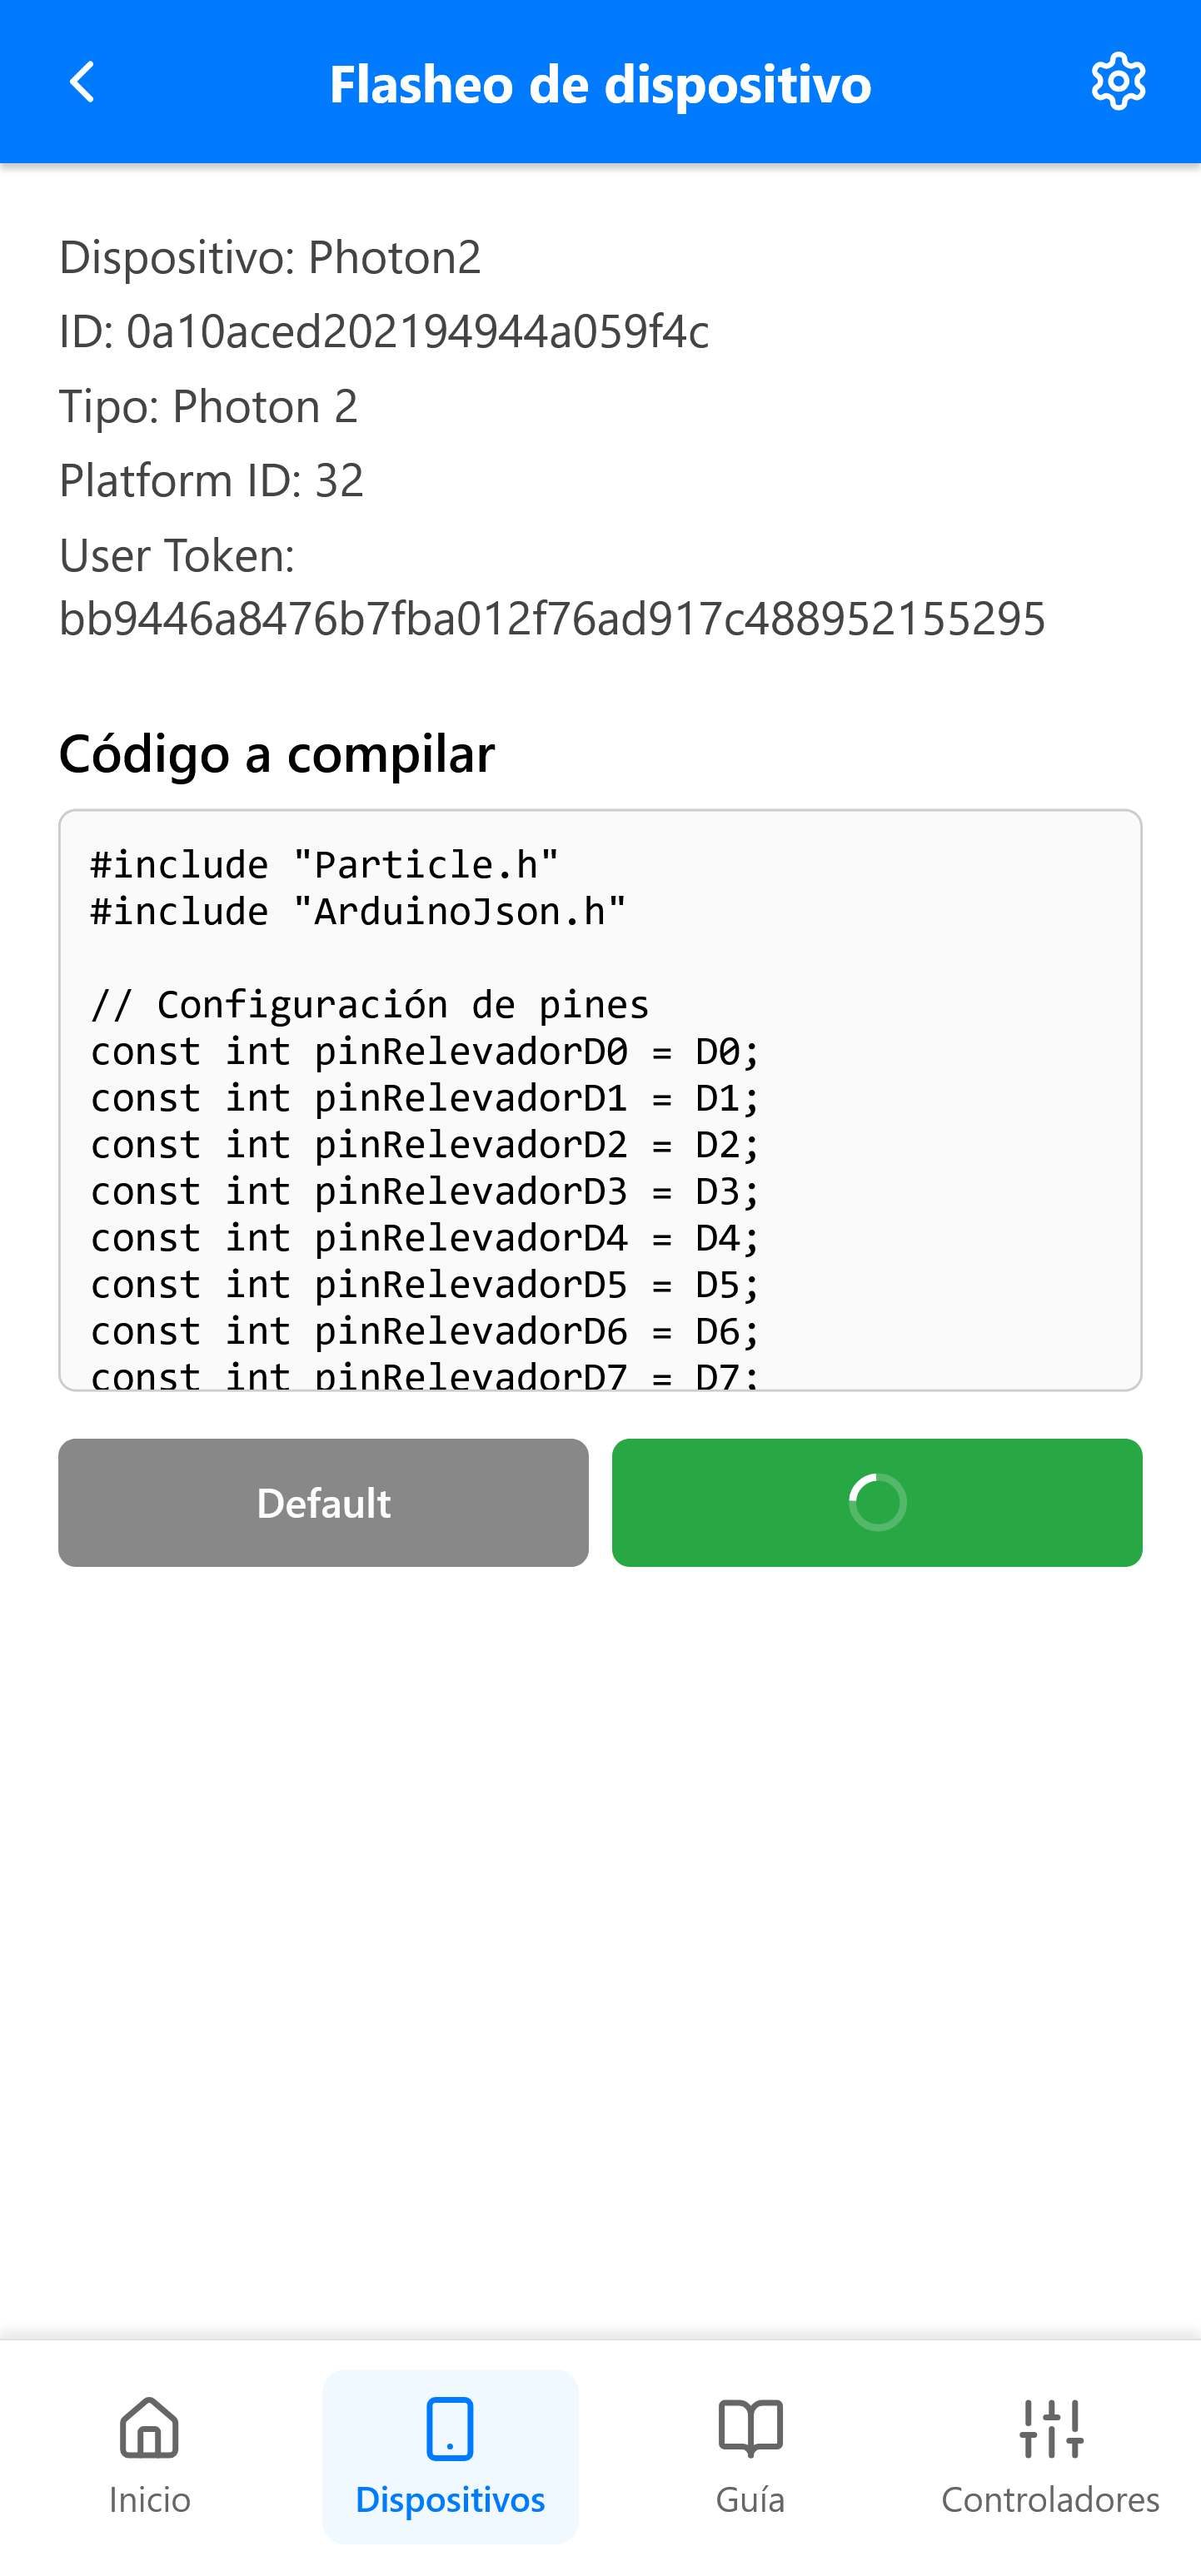 Flasheo de dispositivo
Dispositivo: Photon2
ID: 0a10aced202194944a059f4c
Tipo: Photon 2
Platform ID: 32
User Token:
bb9446a8476b7fba012f76ad917c488952155295
Código a compilar
#include "Particle.h"
#include "ArduinoJson.h"
// Configuración de pines
const int pinRelevadorD0 = D0;
const int pinRelevadorD1 = D1;
const int pinRelevadorD2 = D2;
const int pinRelevadorD3 = D3;
const int pinRelevadorD4 = D4;
const int pinRelevadorD5 = D5;
const int pinRelevadorD6 = D6;
const int pinRelevadorD7 = D7;
Default
Inicio
Dispositivos
Guía
Controladores